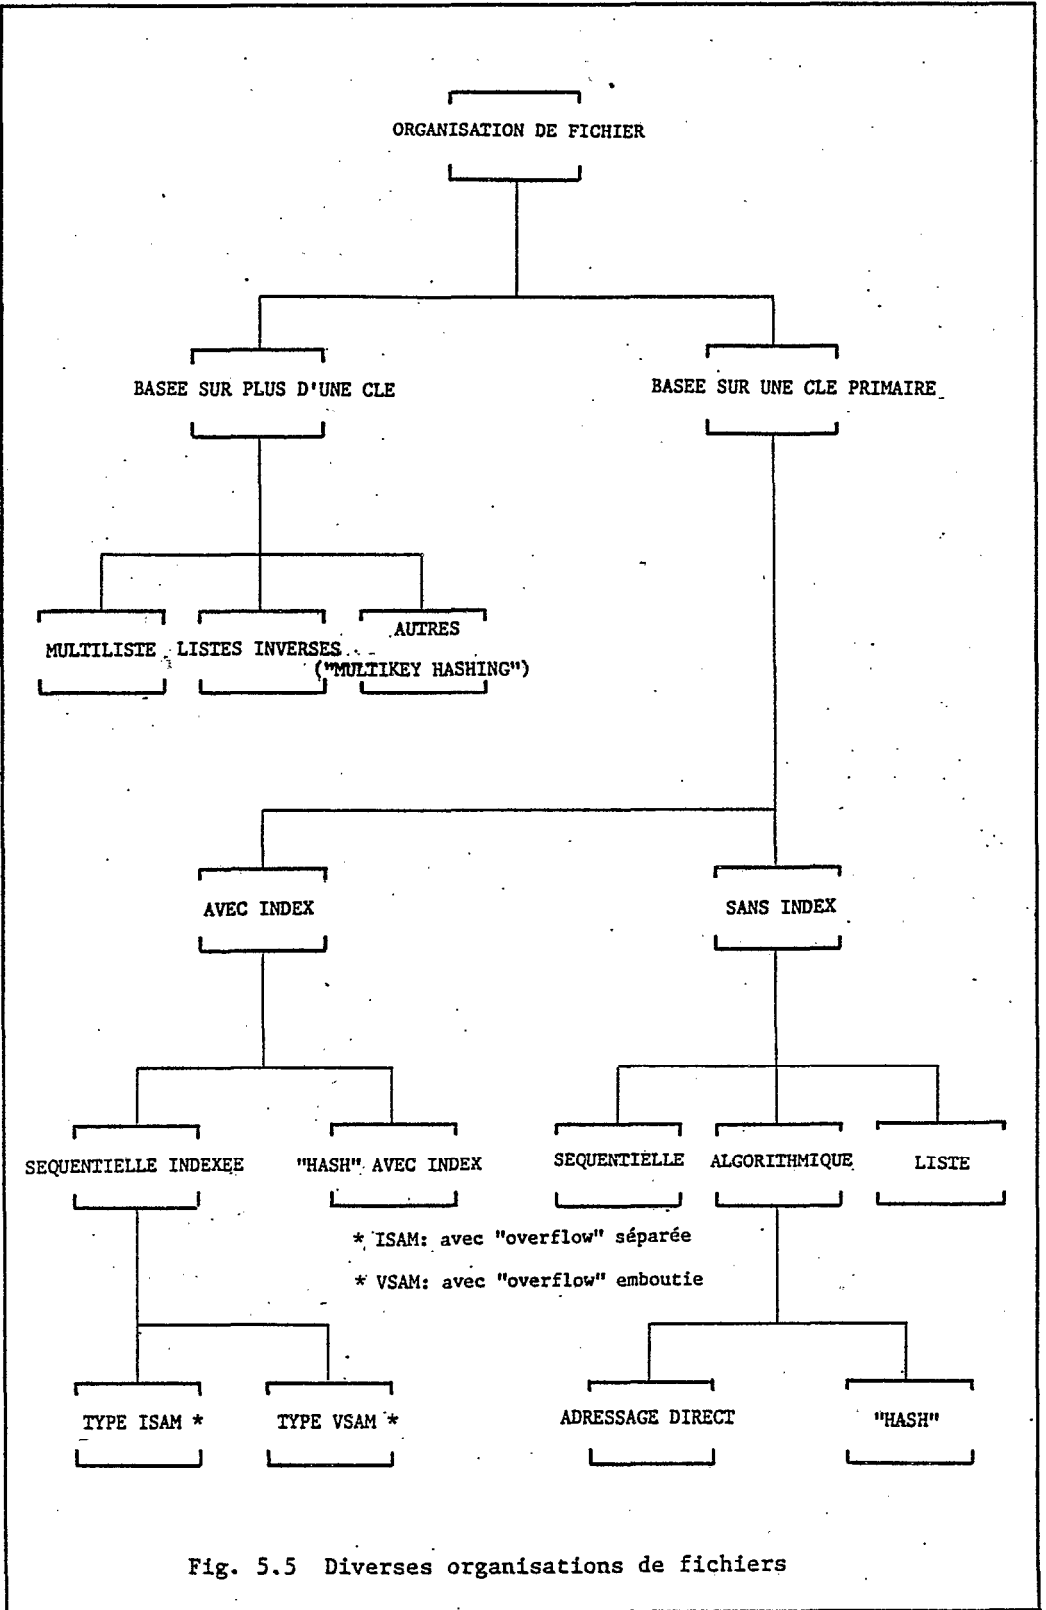 ORGANISATION DE FICHIER
BASEE SUR PLUS D'UNE CLE
BASEE SUR UNE CLE PRIMAIRE
MULTILISTE
LISTES INVERSES
AUTRES
("MULTIKEY HASHING")
AVEC INDEX
SANS INDEX
SEQUENTIELLE INDEXEE
"HASH" AVEC INDEX
SEQUENTIELLE
ALGORITHMIQUE
LISTE
* ISAM: avec "overflow" séparée
* VSAM: avec "overflow" emboutie
TYPE ISAM *
TYPE VSAM *
ADRESSAGE DIRECT
"HASH"
Fig. 5.5 Diverses organisations de fichiers